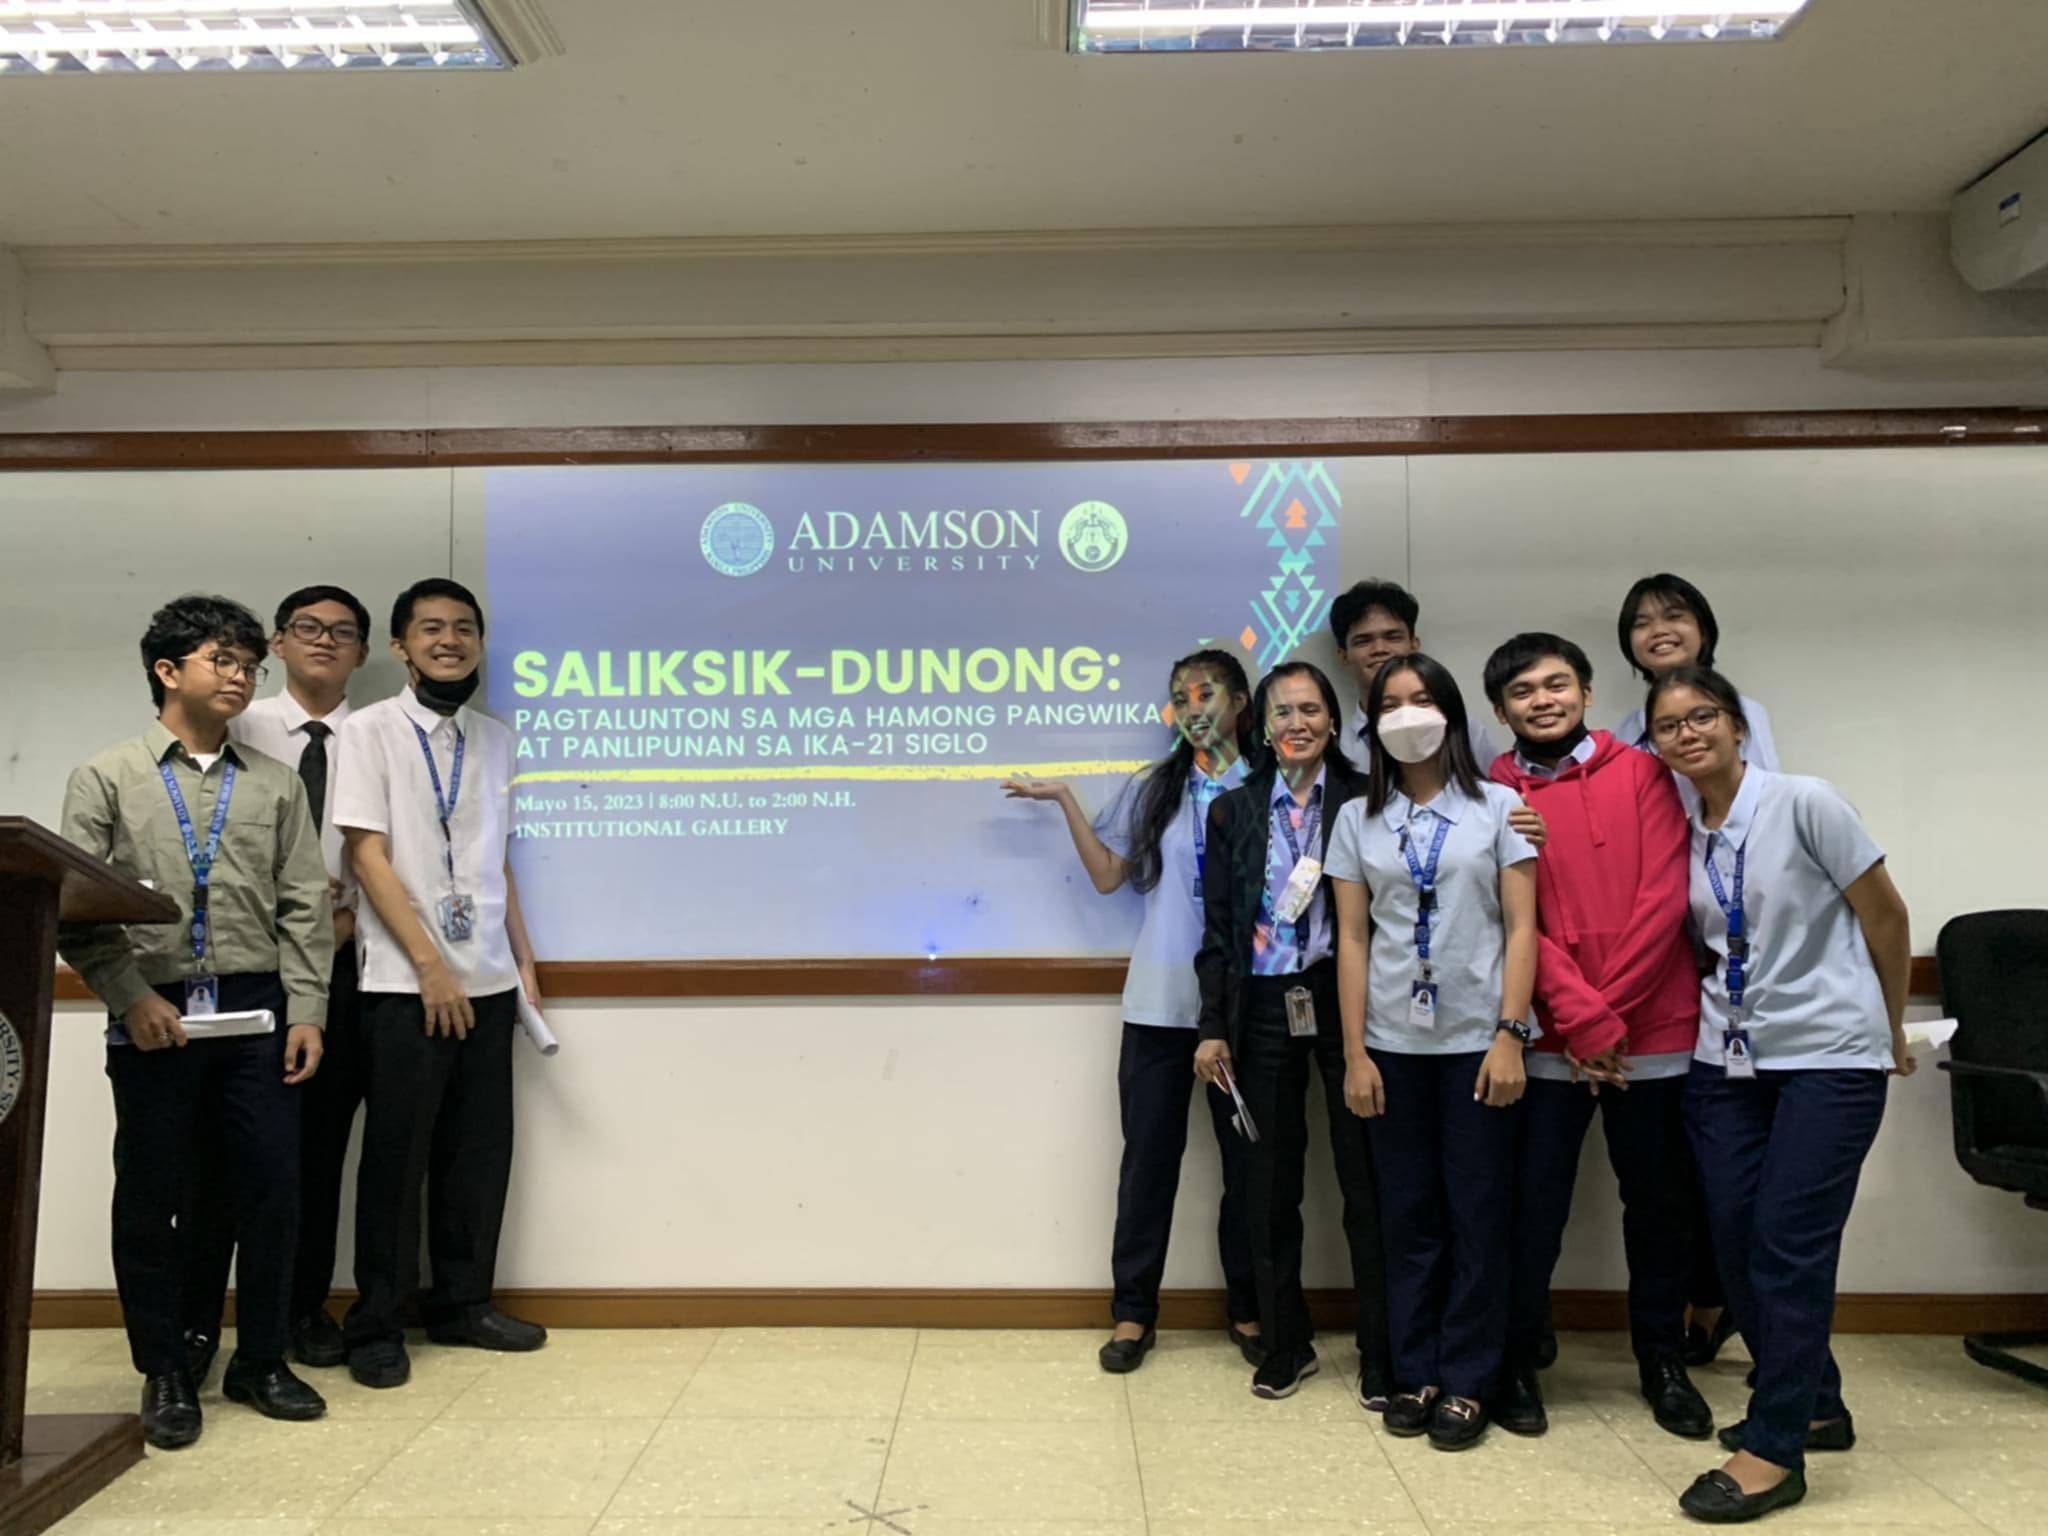 ADAMSON
UNIVERSITY
SALIKSIK-DUNONG:
PAGTALUNTON SA MGA HAMONG PANGWIKA
AT PANLIPUNAN SA IKA-21 SIGLO
Mayo 15, 2023 | 8:00 N.U. to 2:00 N.H.
INSTITUTIONAL GALLERY